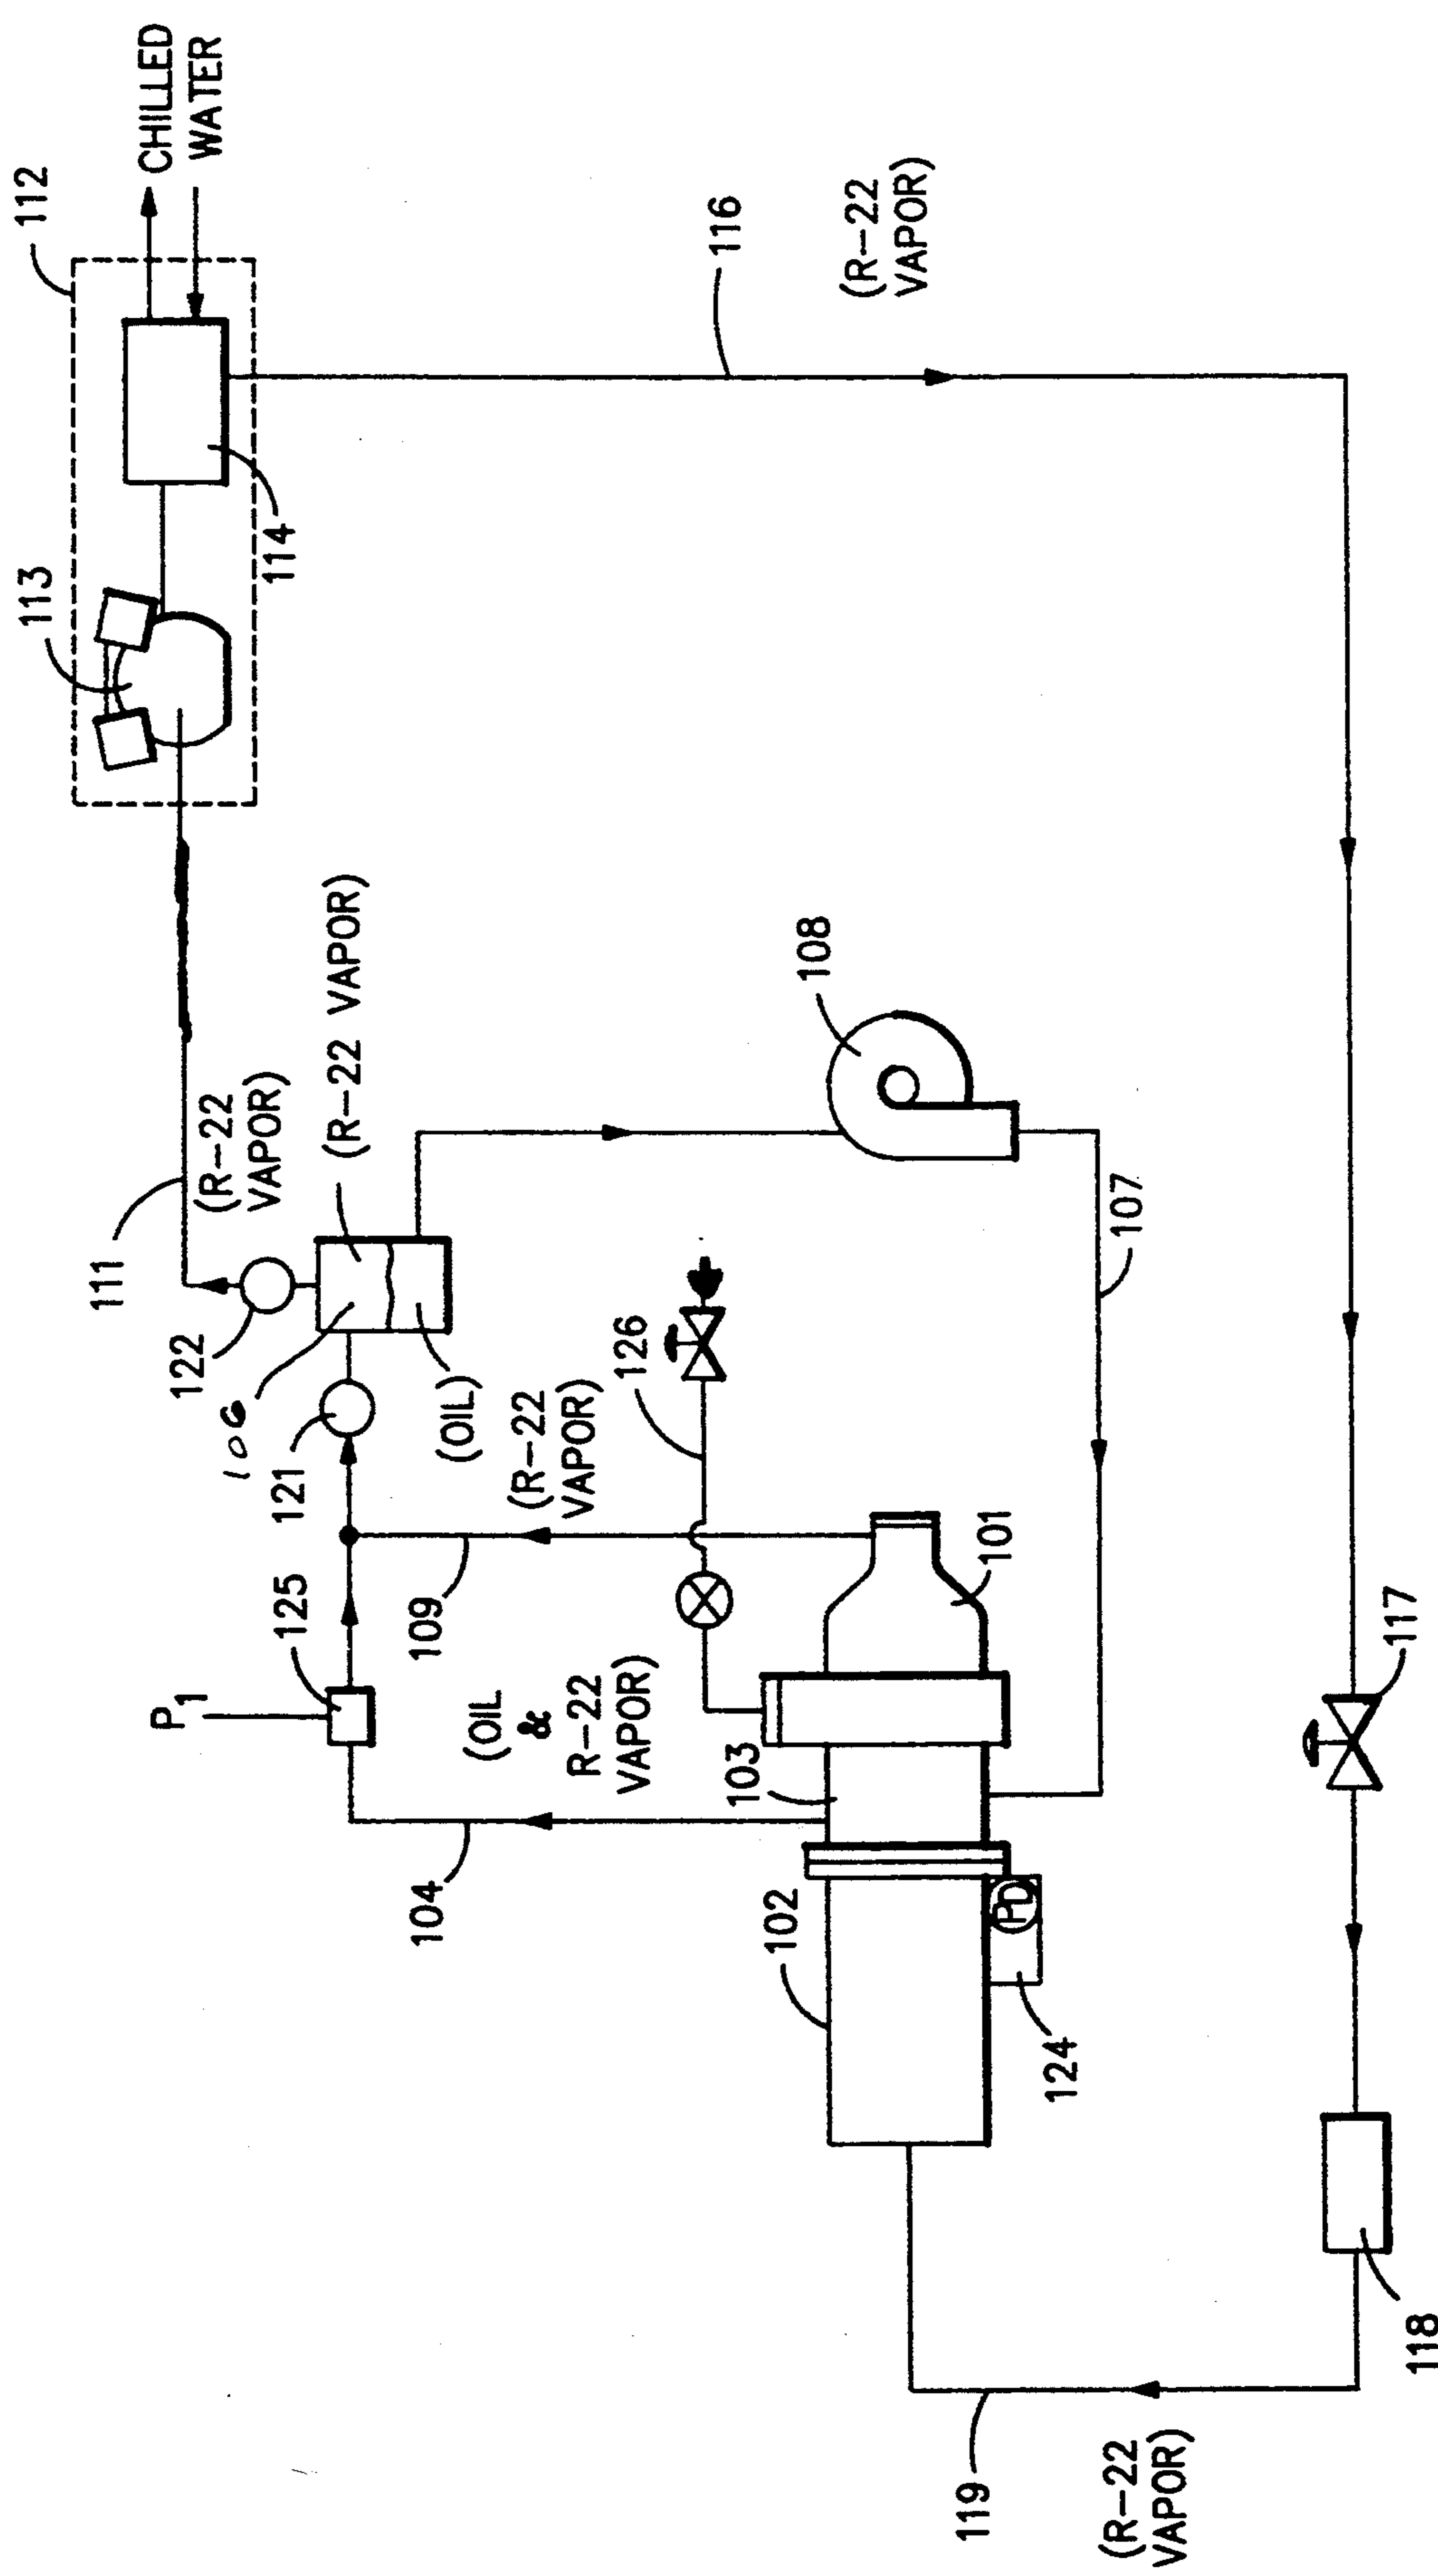 112
CHILLED
WATER
113
114
116
(R-22
VAPOR)
111
(R-22
VAPOR)
(R-22 VAPOR)
122
106
121
(OIL)
108
107
P1
125
109
(R-22
VAPOR)
126
101
104
(OIL
&
R-22
VAPOR)
103
102
PD
124
117
118
119
(R-22
VAPOR)